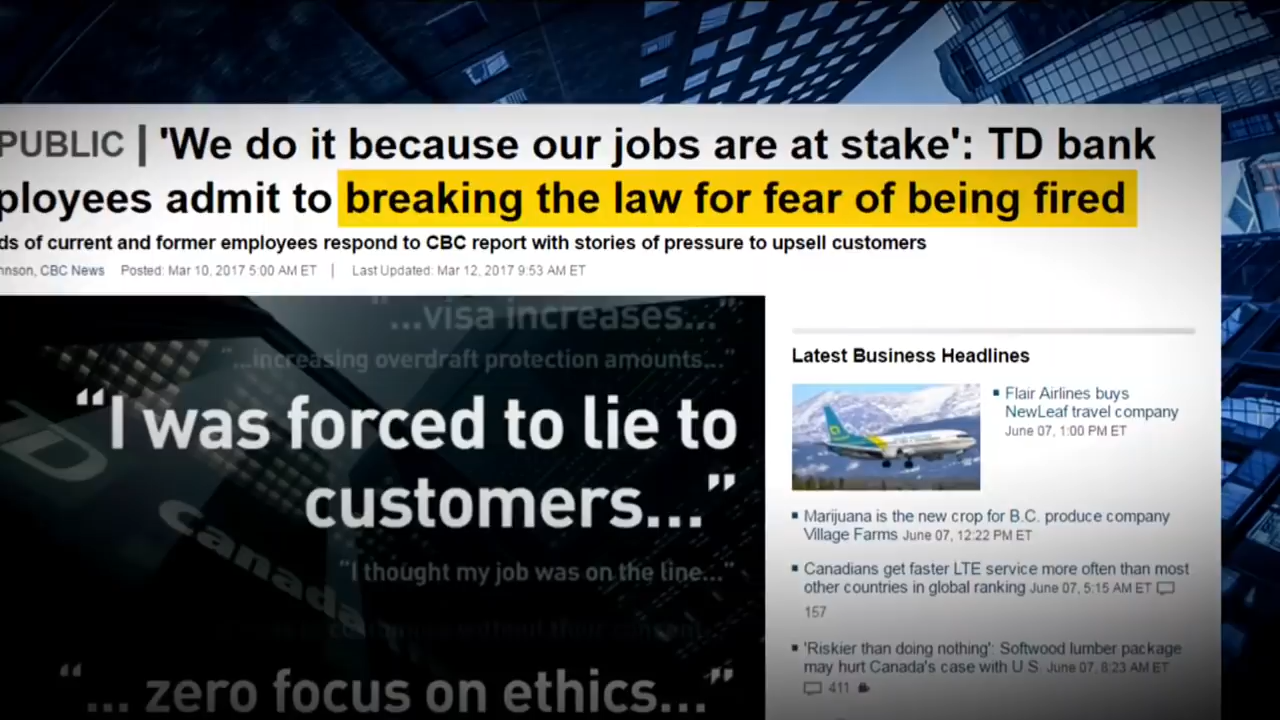 PUBLIC | 'We do it because our jobs are at stake': TD bank
ployees admit to breaking the law for fear of being fired
ds of current and former employees respond to CBC report with stories of pressure to upsell customers
nnson, CBC News Posted: Mar 10, 2017 5:00 AM ET | Last Updated: Mar 12, 2017 9:53 AM ET
"...visa increases..."
"...increasing overdraft protection amounts..."
"I was forced to lie to
customers..."
"I thought my job was on the line..."
"... zero focus on ethics..."
TD
Canada
Latest Business Headlines
Flair Airlines buys
NewLeaf travel company
June 07, 1:00 PM ET
Marijuana is the new crop for B.C. produce company
Village Farms June 07, 12:22 PM ET
Canadians get faster LTE service more often than most
other countries in global ranking June 07, 5:15 AM ET
157
'Riskier than doing nothing': Softwood lumber package
may hurt Canada's case with U.S. June 07, 8:23 AM ET
411